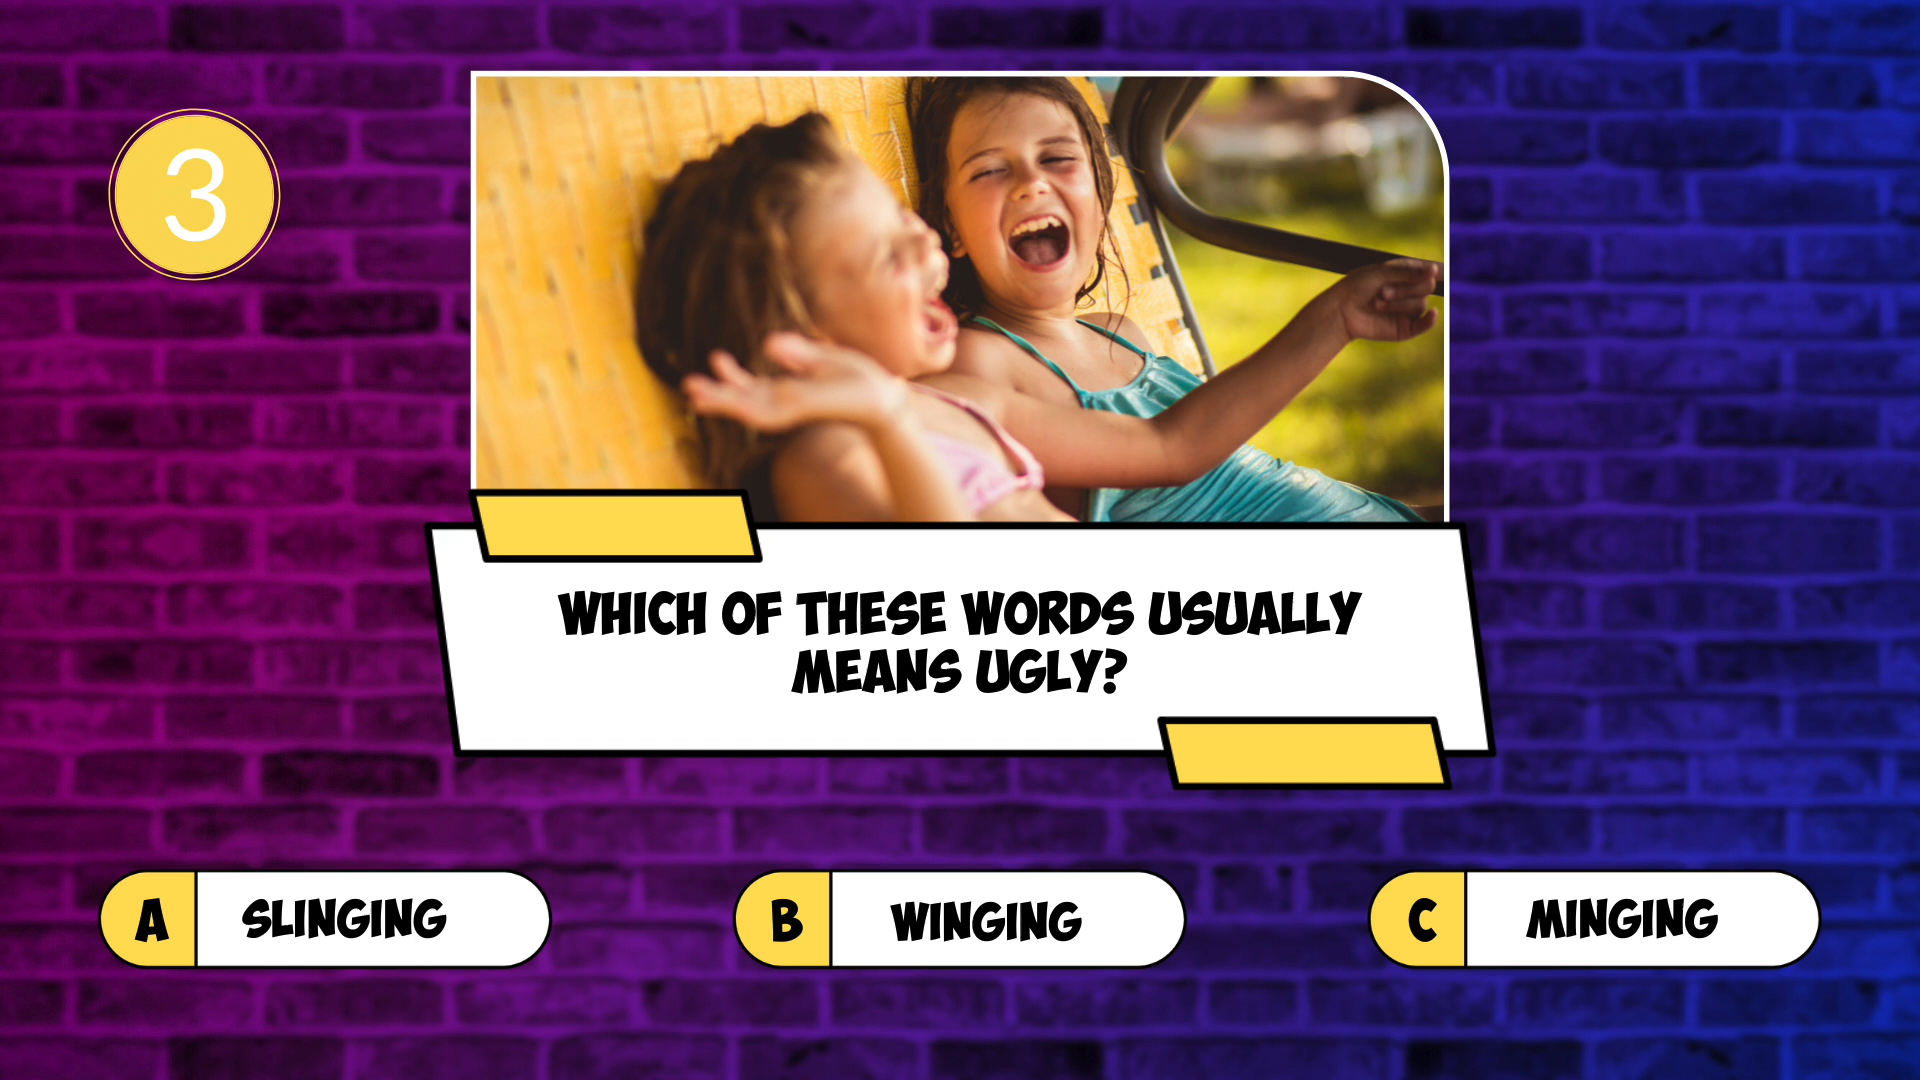 3
WHICH OF THESE WORDS USUALLY
MEANS UGLY?
A SLINGING
B WINGING
C MINGING